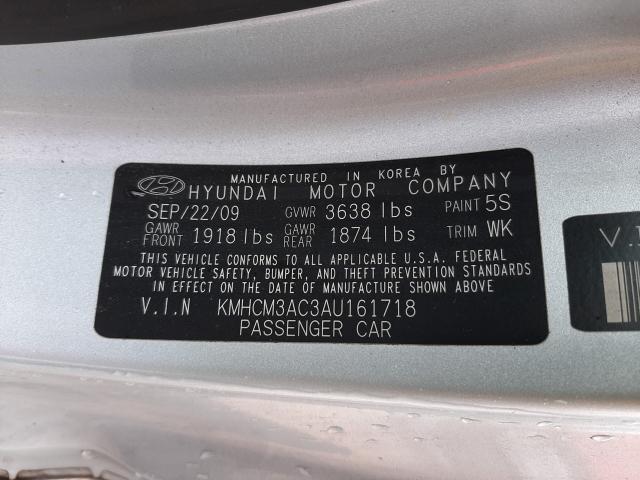 MANUFACTURED IN KOREA BY
HYUNDAI MOTOR COMPANY
SEP/22/09 GVWR 3638 lbs PAINT 5S
GAWR FRONT 1918 lbs GAWR REAR 1874 lbs TRIM WK
THIS VEHICLE CONFORMS TO ALL APPLICABLE U.S.A. FEDERAL
MOTOR VEHICLE SAFETY, BUMPER, AND THEFT PREVENTION STANDARDS
IN EFFECT ON THE DATE OF MANUFACTURE SHOWN ABOVE
V.I.N KMHCM3AC3AU161718
PASSENGER CAR
V.I